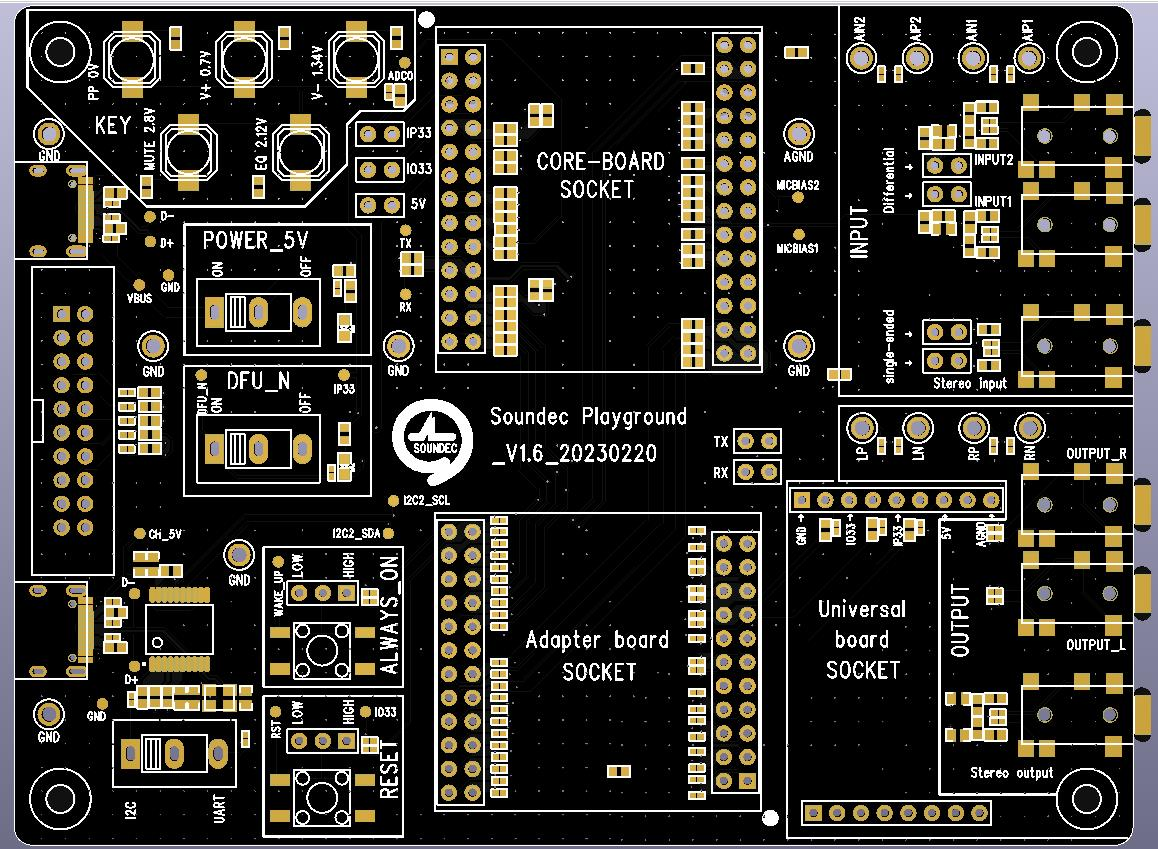 PP 0V
V+ 0.7V
V- 1.34V
ADC0
KEY
MUTE 2.8V
EQ 2.12V
GND
IP33
IO33
5V
D-
D+
VBUS
GND
POWER_5V
ON
OFF
TX
RX
GND
GND
DFU_N
DFU_N
ON
OFF
IP33
CORE-BOARD
SOCKET
AGND
MICBIAS2
MICBIAS1
GND
AIN2
AIP2
AIN1
AIP1
INPUT
Differential
INPUT2
INPUT1
single-ended
Stereo input
SOUNDEC
Soundec Playground
_V1.6_20230220
TX
RX
LP
LN
RP
RN
OUTPUT_R
I2C2_SCL
I2C2_SDA
CH_5V
GND
GND
IO33
IP33
5V
AGND
D-
D+
GND
GND
WAKE_UP
LOW
HIGH
ALWAYS_ON
RST
LOW
HIGH
IO33
RESET
I2C
UART
Adapter board
SOCKET
Universal
board
SOCKET
OUTPUT
OUTPUT_L
Stereo output